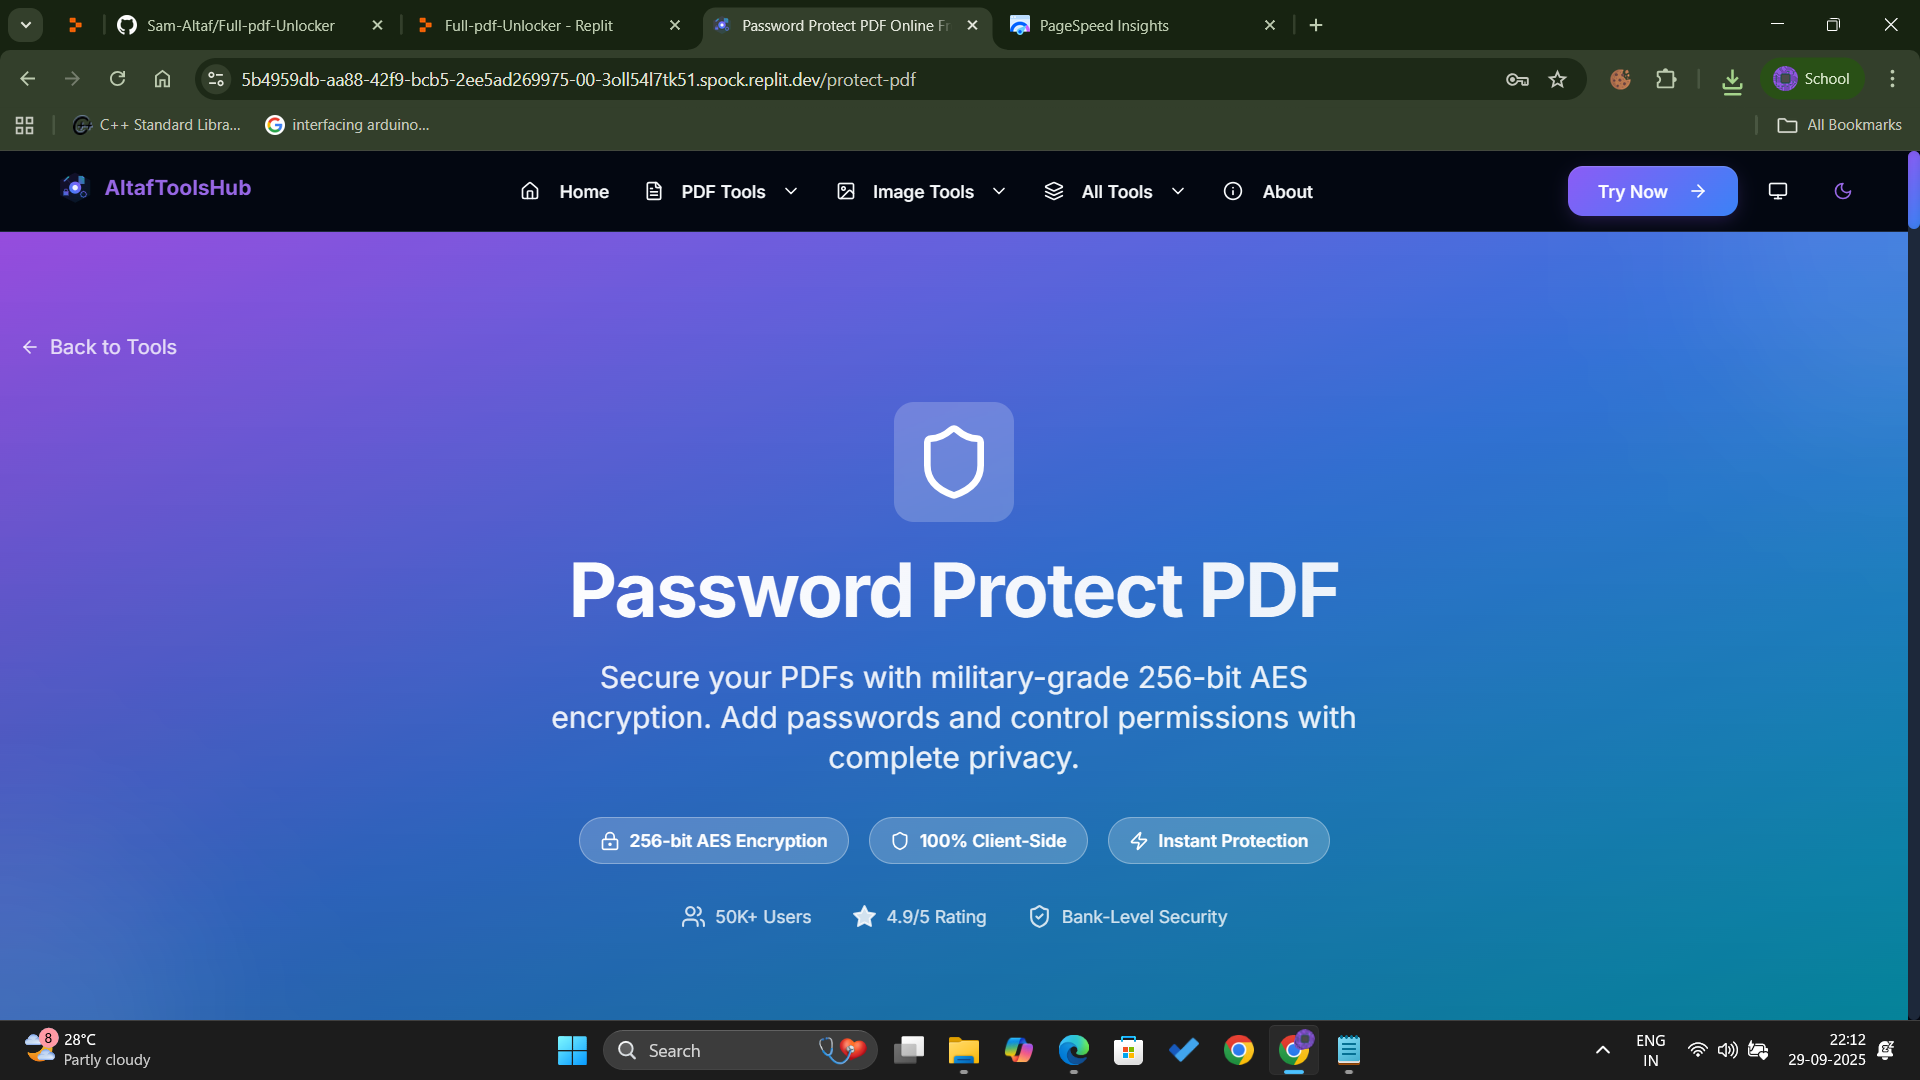 Sam-Altaf/Full-pdf-Unlocker
Full-pdf-Unlocker - Replit
Password Protect PDF Online Fr
PageSpeed Insights
5b4959db-aa88-42f9-bcb5-2ee5ad269975-00-3oll54l7tk51.spock.replit.dev/protect-pdf
School
C++ Standard Libra...
interfacing arduino...
All Bookmarks
AltafToolsHub
Home
PDF Tools
Image Tools
All Tools
About
Try Now
Back to Tools
Password Protect PDF
Secure your PDFs with military-grade 256-bit AES
encryption. Add passwords and control permissions with
complete privacy.
256-bit AES Encryption
100% Client-Side
Instant Protection
50K+ Users
4.9/5 Rating
Bank-Level Security
8
28°C
Partly cloudy
Search
ENG
IN
22:12
29-09-2025